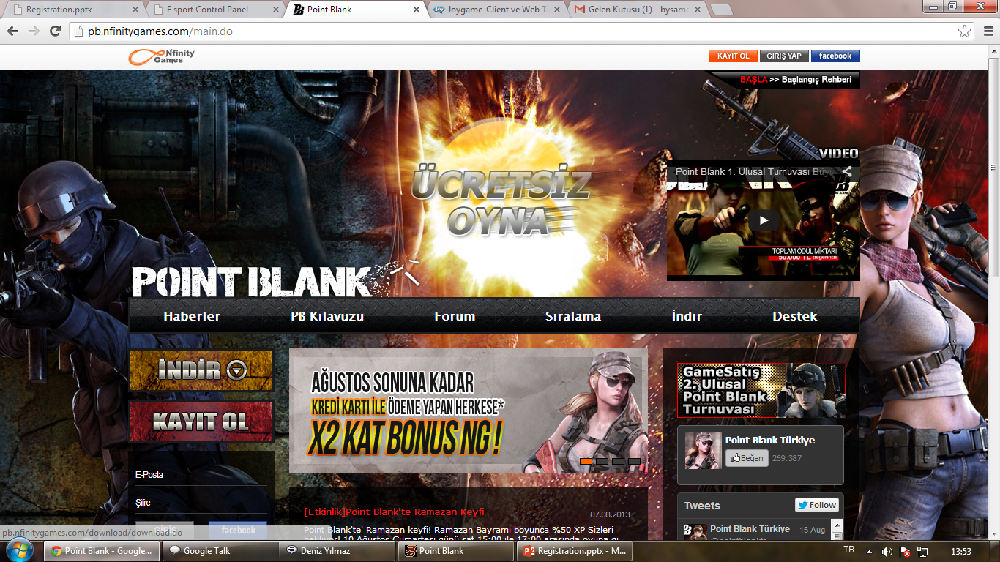 Registration.pptx
E sport Control Panel
Point Blank
Joygame-Client ve Web T
Gelen Kutusu (1) - bysame
pb.nfinitygames.com/main.do
Nfinity
Games
KAYIT OL
GIRIŞ YAP
facebook
BAŞLA >> Başlangıç Rehberi
VIDEO
Point Blank 1. Ulusal Turnuvası Büy
ÜCRETSİZ
OYNA
TOPLAM ÖDÜL MİKTARI
50.000 TL değerinde
POINT BLANK
Haberler
PB Kılavuzu
Forum
Sıralama
İndir
Destek
İNDİR
KAYIT OL
E-Posta
Şifre
GİRİŞ
facebook
AĞUSTOS SONUNA KADAR
KREDİ KARTI İLE ÖDEME YAPAN HERKESE*
X2 KAT BONUS NG !
[Etkinlik]Point Blank'te Ramazan Keyfi
07.08.2013
Point Blank'te' Ramazan keyfi! Ramazan Bayramı boyunca %50 XP Sizleri
bekliyor! 10 Ağustos Cumartesi günü saat 15:00 ile 17:00 arasında oyuna gi
GameSatış
2. Ulusal
Point Blank
Turnuvası
Point Blank Türkiye
Beğen
269.387
Tweets
Follow
Point Blank Türkiye
15 Aug
pb.nfinitygames.com/download/download.do
Point Blank - Google...
Google Talk
Deniz Yılmaz
Point Blank
Registration.pptx - M...
TR
13:53